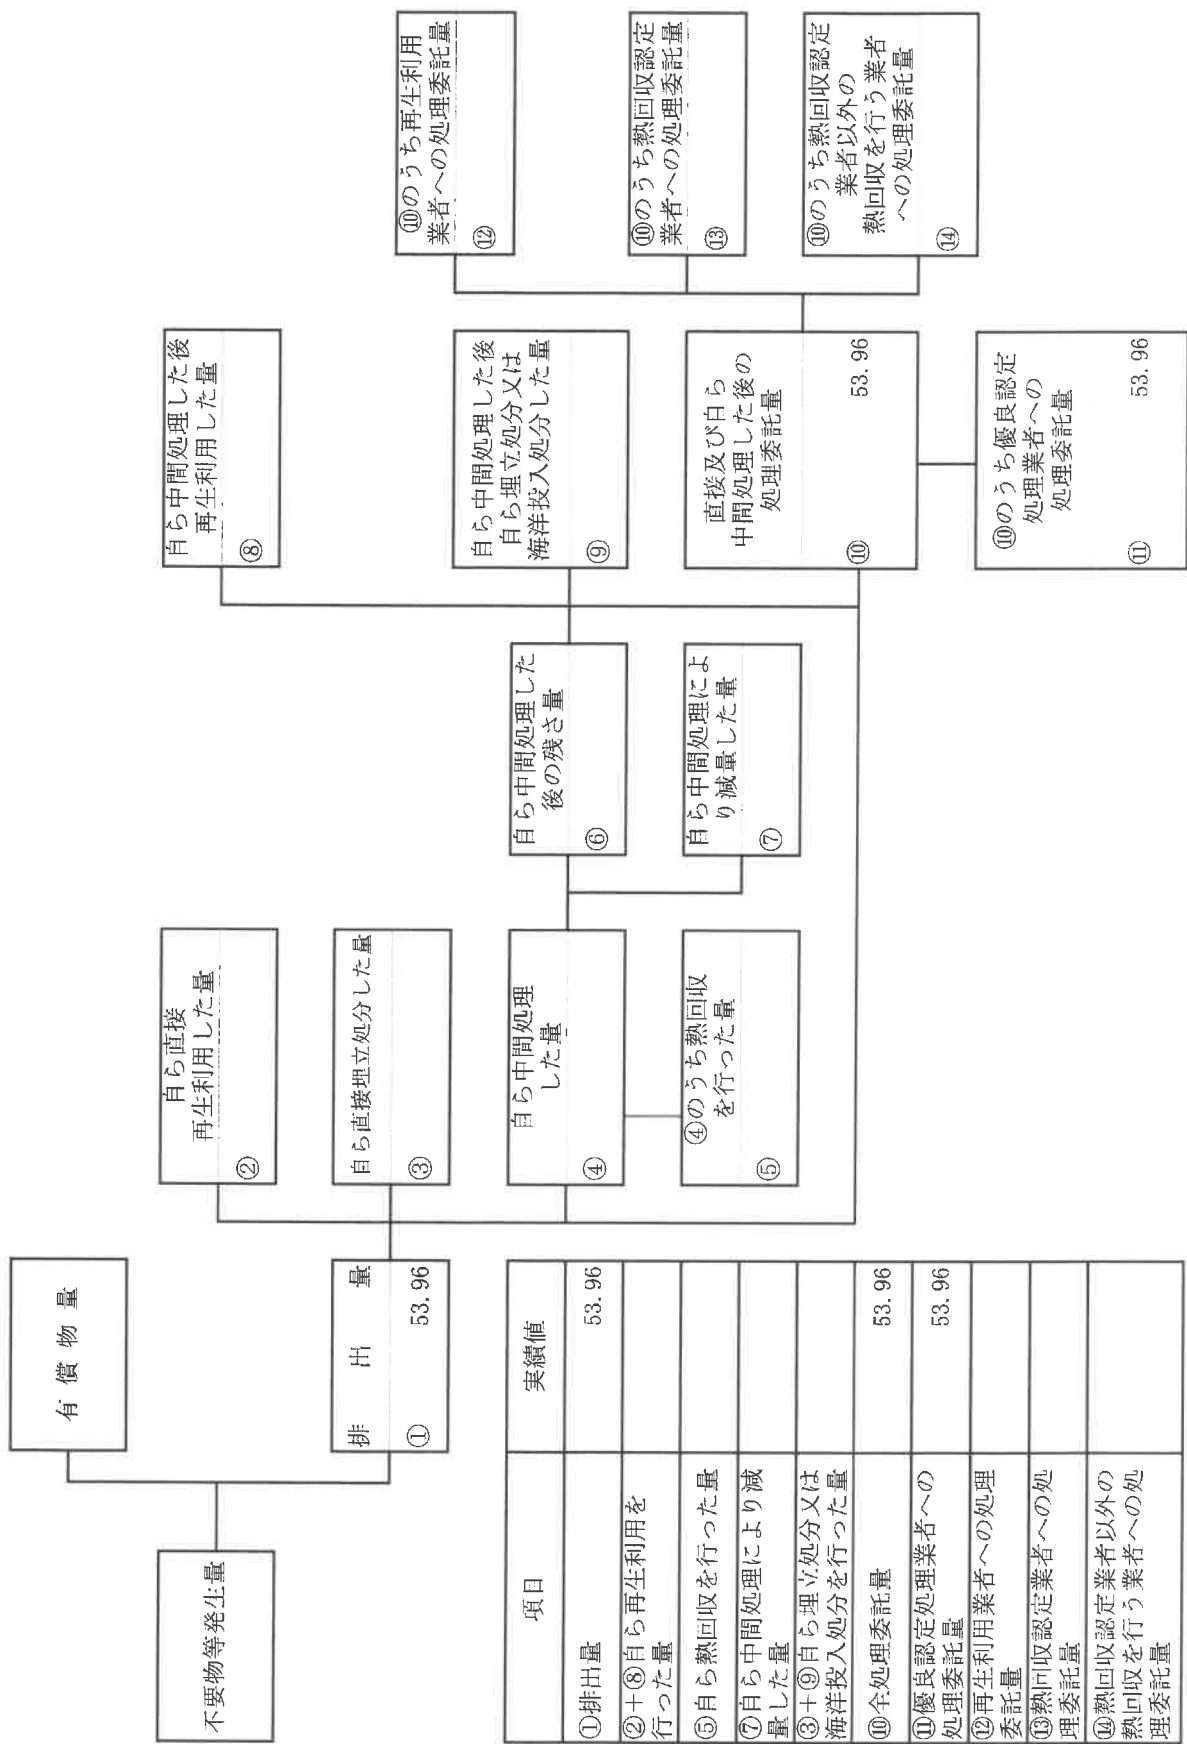 不要物等発生量
有償物量
排出量
① 53.96
自ら直接
再生利用した量
②
自ら直接埋立処分した量
③
自ら中間処理
した量
④
④のうち熱回収
を行った量
⑤
自ら中間処理した
後の残さ量
⑥
自ら中間処理によ
り減量した量
⑦
自ら中間処理した後
再生利用した量
⑧
自ら中間処理した後
自ら埋立処分又は
海洋投入処分した量
⑨
直接及び自ら
中間処理した後の
処理委託量
⑩ 53.96
⑩のうち優良認定
処理業者への
処理委託量
⑪ 53.96
⑩のうち再生利用
業者への処理委託量
⑫
⑩のうち熱回収認定
業者への処理委託量
⑬
⑩のうち熱回収認定
業者以外の
熱回収を行う業者
への処理委託量
⑭
項目 実績値
①排出量 53.96
②+⑧自ら再生利用を
行った量
⑤自ら熱回収を行った量
⑦自ら中間処理により減
量した量
③+⑨自ら埋立処分又は
海洋投入処分を行った量
⑩全処理委託量 53.96
⑪優良認定処理業者への
処理委託量 53.96
⑫再生利用業者への処理
委託量
⑬熱回収認定業者への処
理委託量
⑭熱回収認定業者以外の
熱回収を行う業者への処
理委託量